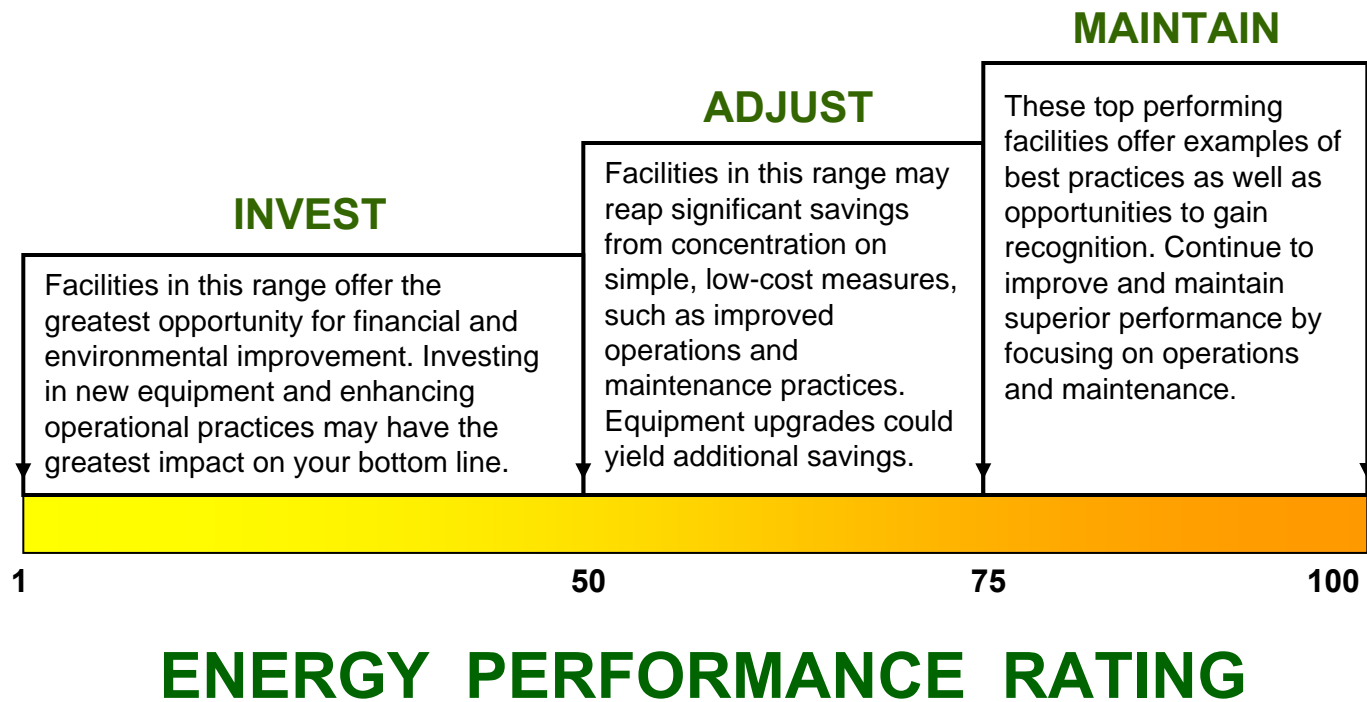 INVEST
Facilities in this range offer the
greatest opportunity for financial and
environmental improvement. Investing
in new equipment and enhancing
operational practices may have the
greatest impact on your bottom line.
ADJUST
Facilities in this range may
reap significant savings
from concentration on
simple, low-cost measures,
such as improved
operations and
maintenance practices.
Equipment upgrades could
yield additional savings.
MAINTAIN
These top performing
facilities offer examples of
best practices as well as
opportunities to gain
recognition. Continue to
improve and maintain
superior performance by
focusing on operations
and maintenance.
1 50 75 100
ENERGY PERFORMANCE RATING